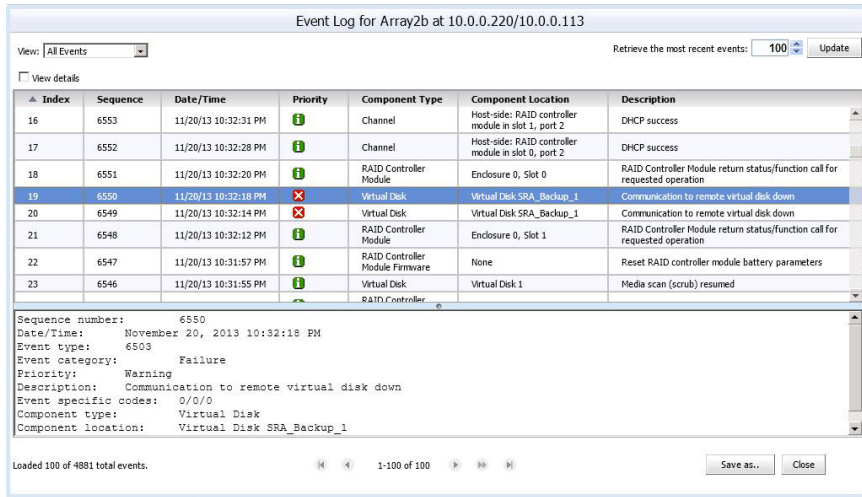 Event Log for Array2b at 10.0.0.220/10.0.0.113
View: All Events
Retrieve the most recent events: 100 Update
View details
Index Sequence Date/Time Priority Component Type Component Location Description
16 6553 11/20/13 10:32:31 PM Channel Host-side: RAID controller module in slot 1, port 2 DHCP success
17 6552 11/20/13 10:32:28 PM Channel Host-side: RAID controller module in slot 0, port 2 DHCP success
18 6551 11/20/13 10:32:20 PM RAID Controller Module Enclosure 0, Slot 0 RAID Controller Module return status/function call for requested operation
19 6550 11/20/13 10:32:18 PM Virtual Disk Virtual Disk SRA_Backup_1 Communication to remote virtual disk down
20 6549 11/20/13 10:32:14 PM Virtual Disk Virtual Disk SRA_Backup_1 Communication to remote virtual disk down
21 6548 11/20/13 10:32:12 PM RAID Controller Module Enclosure 0, Slot 1 RAID Controller Module return status/function call for requested operation
22 6547 11/20/13 10:31:57 PM RAID Controller Module Firmware None Reset RAID controller module battery parameters
23 6546 11/20/13 10:31:55 PM Virtual Disk Virtual Disk 1 Media scan (scrub) resumed
RAID Controller
Sequence number: 6550
Date/Time: November 20, 2013 10:32:18 PM
Event type: 6503
Event category: Failure
Priority: Warning
Description: Communication to remote virtual disk down
Event specific codes: 0/0/0
Component type: Virtual Disk
Component location: Virtual Disk SRA_Backup_1
Loaded 100 of 4881 total events. 1-100 of 100 Save as.. Close